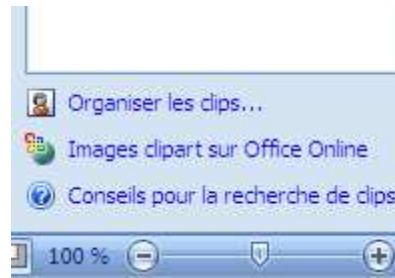 Organiser les clips...
Images clipart sur Office Online
Conseils pour la recherche de clips
100 %